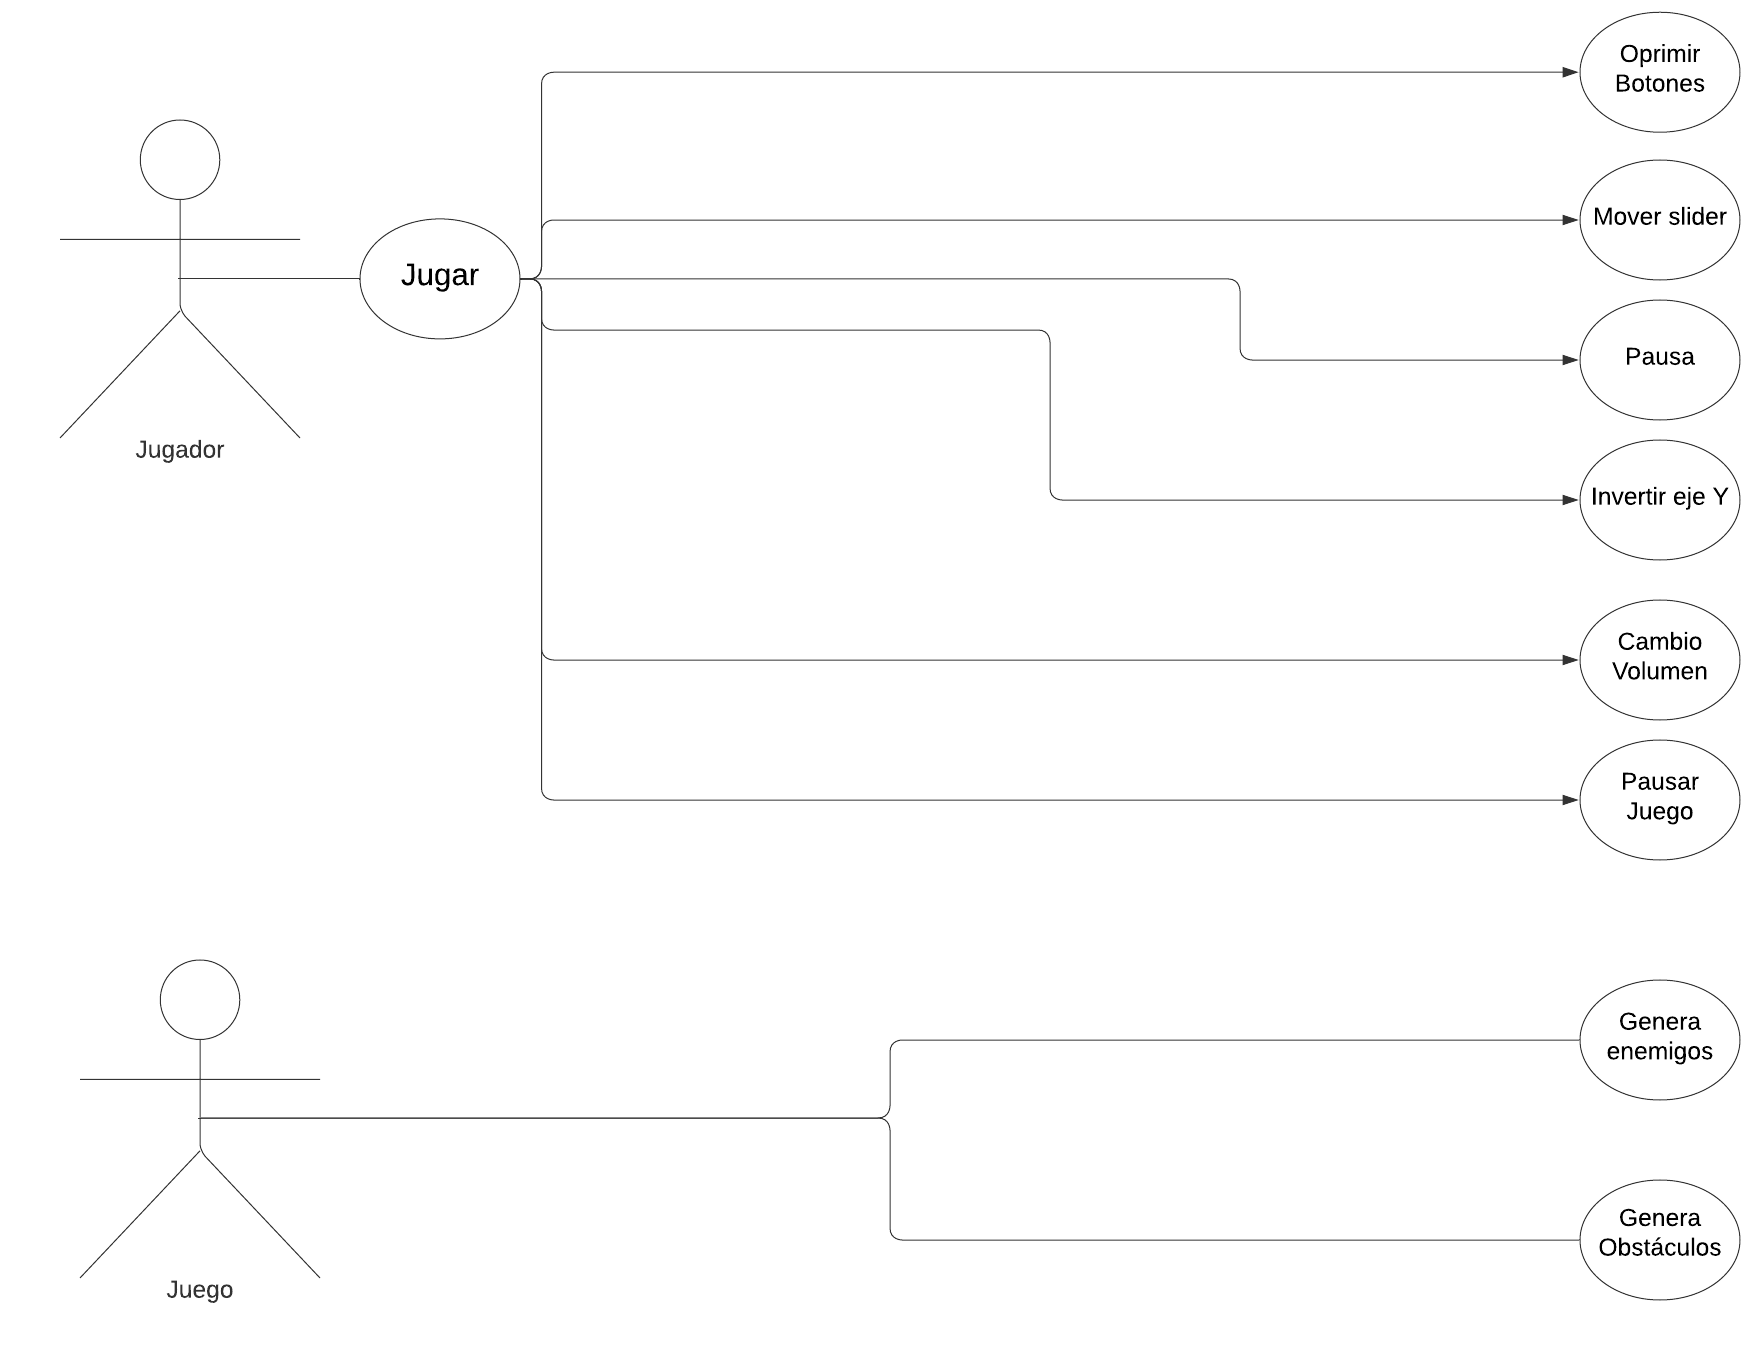 Oprimir
Botones
Mover slider
Jugar
Pausa
Jugador
Invertir eje Y
Cambio
Volumen
Pausar
Juego
Genera
enemigos
Genera
Obstáculos
Juego